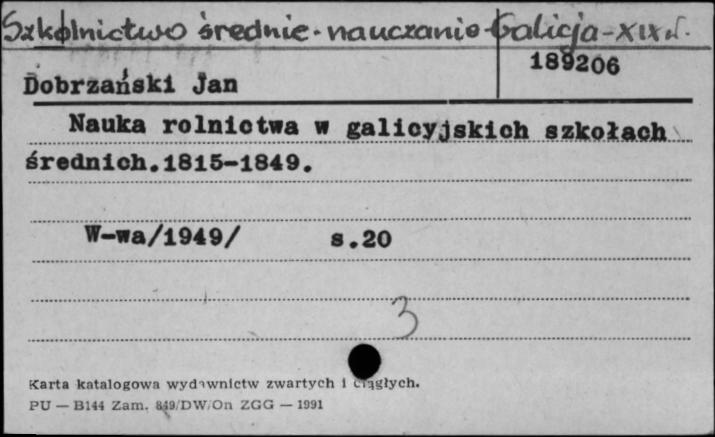 Szkolnictwo średnie - nauczanie - Galicja - XIX w.
189206
Dobrzański Jan
Nauka rolnictwa w galicyjskich szkołach
średnich.1815-1849.
W-wa/1949/ s.20
3
Karta katalogowa wydawnictw zwartych i ciągłych.
PU — B144 Zam. 849/DW/On ZGG — 1991